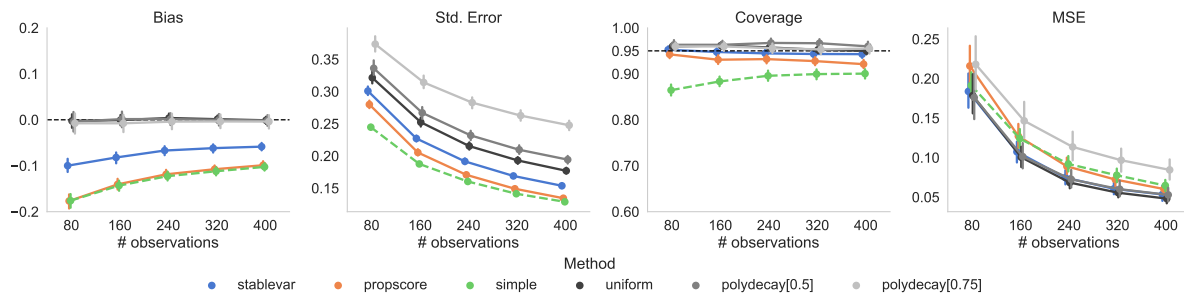 Bias
0.2
0.1
0.0
−0.1
−0.2
80 160 240 320 400
# observations
Std. Error
0.35
0.30
0.25
0.20
0.15
80 160 240 320 400
# observations
Coverage
1.00
0.95
0.90
0.80
0.70
0.60
80 160 240 320 400
# observations
MSE
0.25
0.20
0.15
0.10
0.05
80 160 240 320 400
# observations
Method
stablevar propscore simple uniform polydecay[0.5] polydecay[0.75]